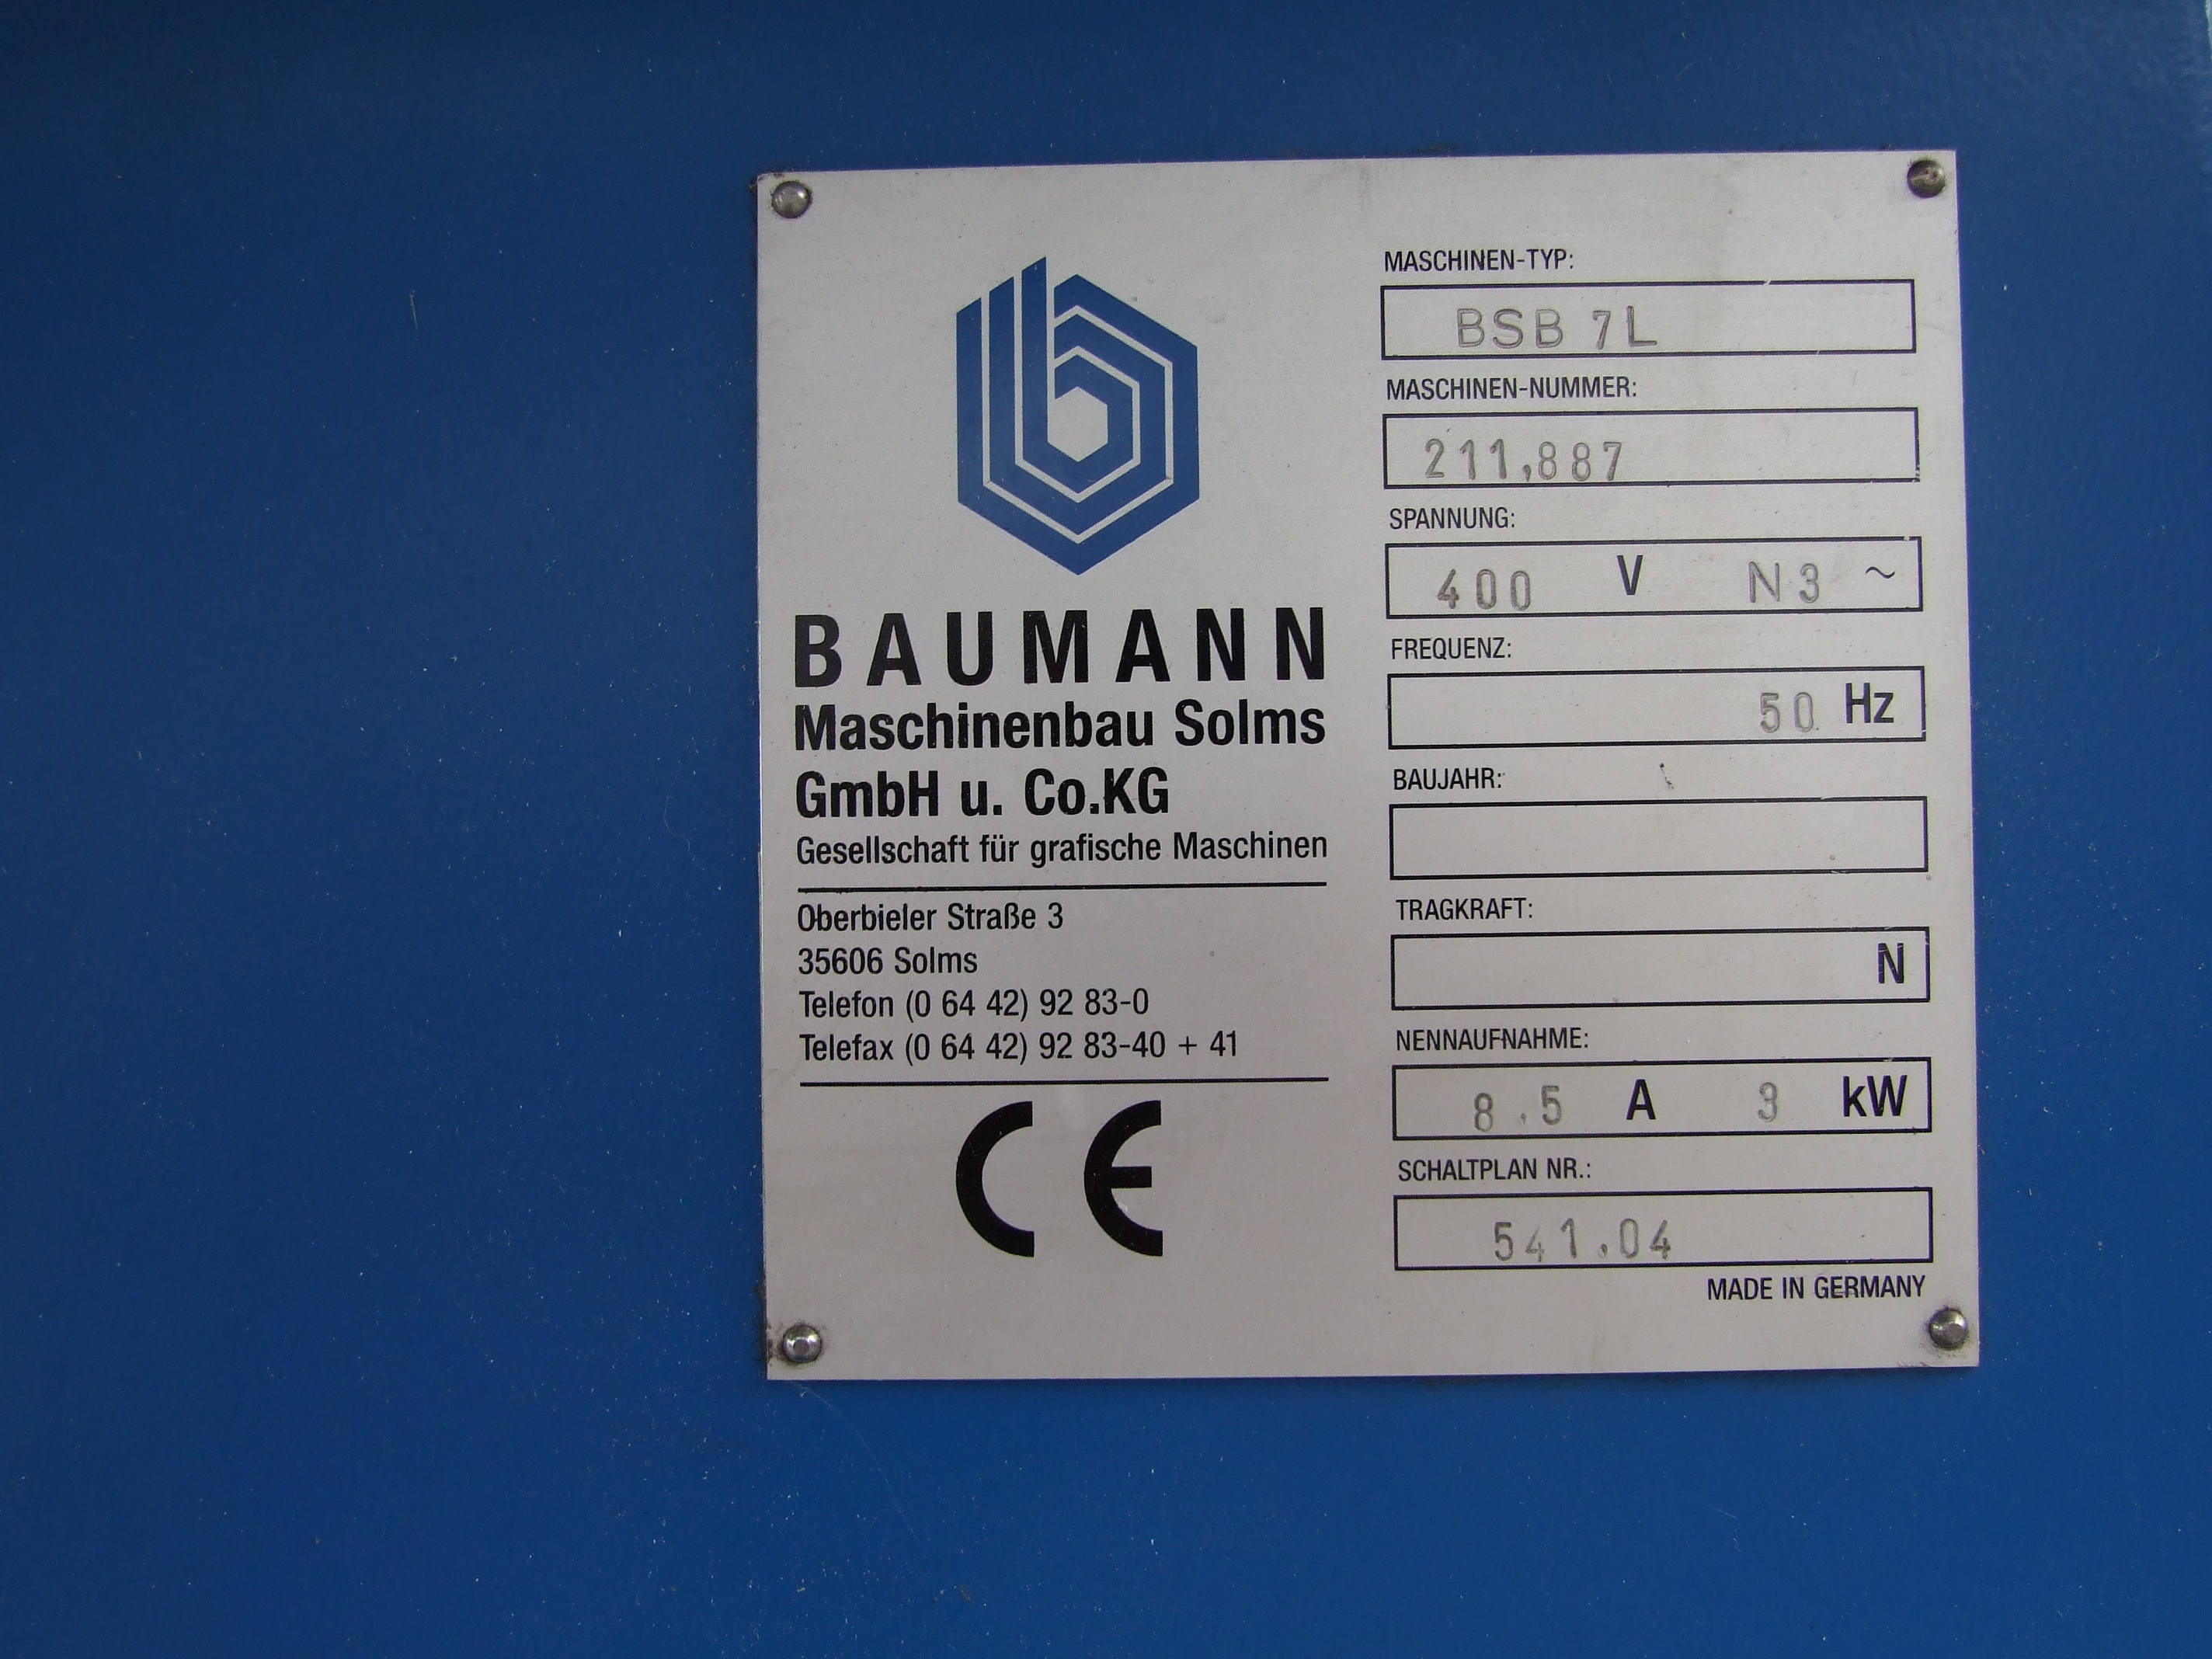 BAUMANN
Maschinenbau Solms
GmbH u. Co.KG
Gesellschaft für grafische Maschinen
Oberbieler Straße 3
35606 Solms
Telefon (0 64 42) 92 83-0
Telefax (0 64 42) 92 83-40 + 41
CE
MASCHINEN-TYP:
BSB 7L
MASCHINEN-NUMMER:
211,887
SPANNUNG:
400 V N3 ~
FREQUENZ:
50 Hz
BAUJAHR:
TRAGKRAFT:
N
NENNAUFNAHME:
8.5 A 3 kW
SCHALTPLAN NR.:
541.04
MADE IN GERMANY